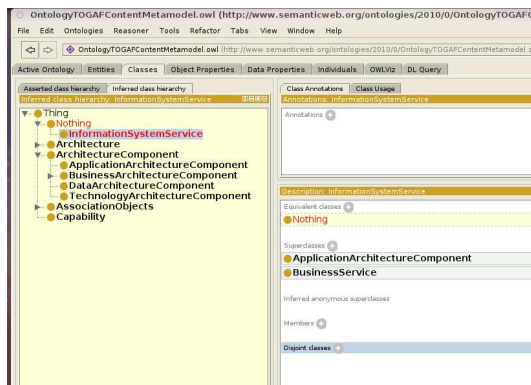 OntologyTOGAFContentMetamodel.owl (http://www.semanticweb.org/ontologies/2010/0/OntologyTOGAFCo
File Edit Ontologies Reasoner Tools Refactor Tabs View Window Help
OntologyTOGAFContentMetamodel.owl (http://www.semanticweb.org/ontologies/2010/0/OntologyTOGAFContentMetamodel.o
Active Ontology Entities Classes Object Properties Data Properties Individuals OWLViz DL Query
Asserted class hierarchy Inferred class hierarchy
Inferred class hierarchy: InformationSystemService
Thing
Nothing
InformationSystemService
Architecture
ArchitectureComponent
ApplicationArchitectureComponent
BusinessArchitectureComponent
DataArchitectureComponent
TechnologyArchitectureComponent
AssociationObjects
Capability
Class Annotations Class Usage
Annotations: InformationSystemService
Annotations
Description: InformationSystemService
Equivalent classes
Nothing
Superclasses
ApplicationArchitectureComponent
BusinessService
Inferred anonymous superclasses
Members
Disjoint classes